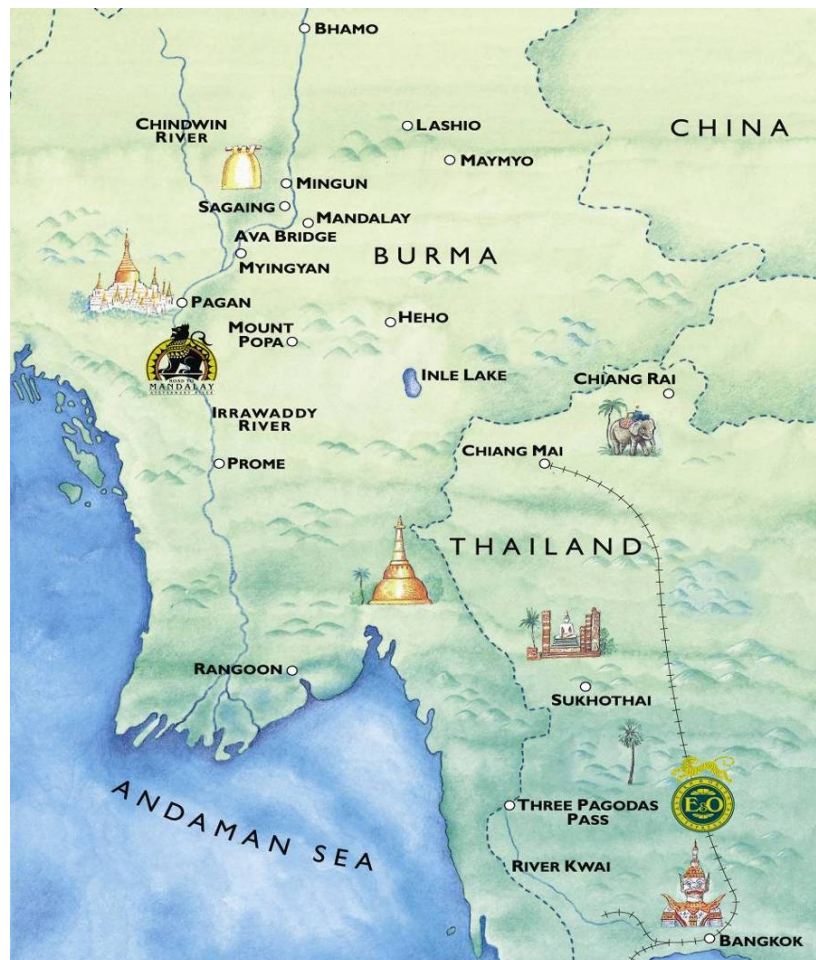 BHAMO
CHINDWIN
RIVER
LASHIO
CHINA
MAYMYO
MINGUN
SAGAING
MANDALAY
AVA BRIDGE
BURMA
MYINGYAN
PAGAN
HEHO
MOUNT
POPA
ROAD TO
MANDALAY
INLE LAKE
CHIANG RAI
IRRAWADDY
RIVER
CHIANG MAI
PROME
THAILAND
RANGOON
SUKHOTHAI
ANDAMAN SEA
THREE PAGODAS
PASS
E&O
RIVER KWAI
BANGKOK